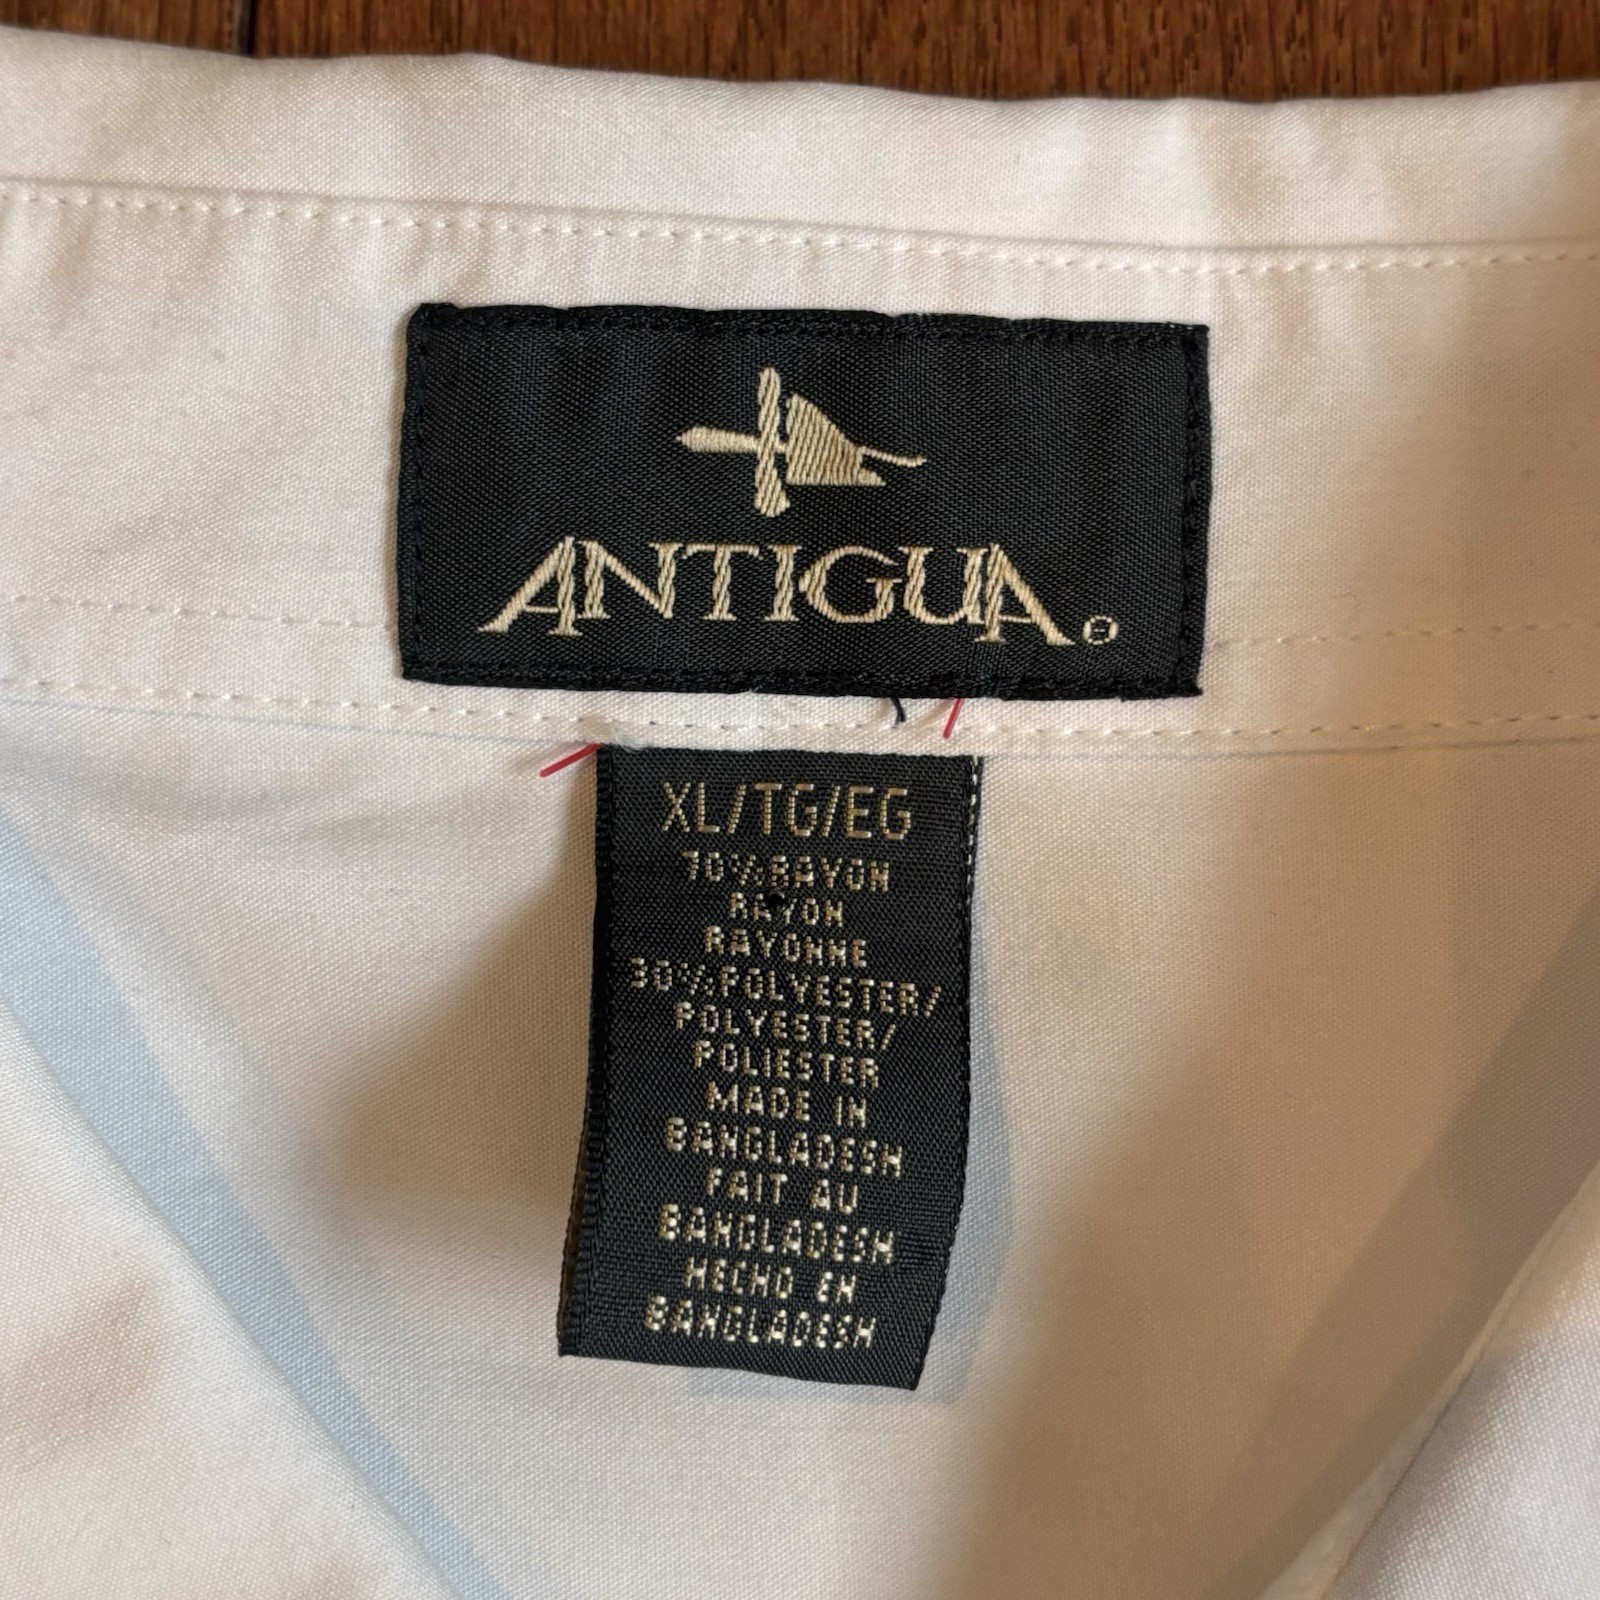 ANTIGUA®
XL/TG/EG
70%RAYON
RAYON
RAYONNE
30%POLYESTER/
POLYESTER/
POLIESTER
MADE IN
BANGLADESH
FAIT AU
BANGLADESH
HECHO EN
BANGLADESH